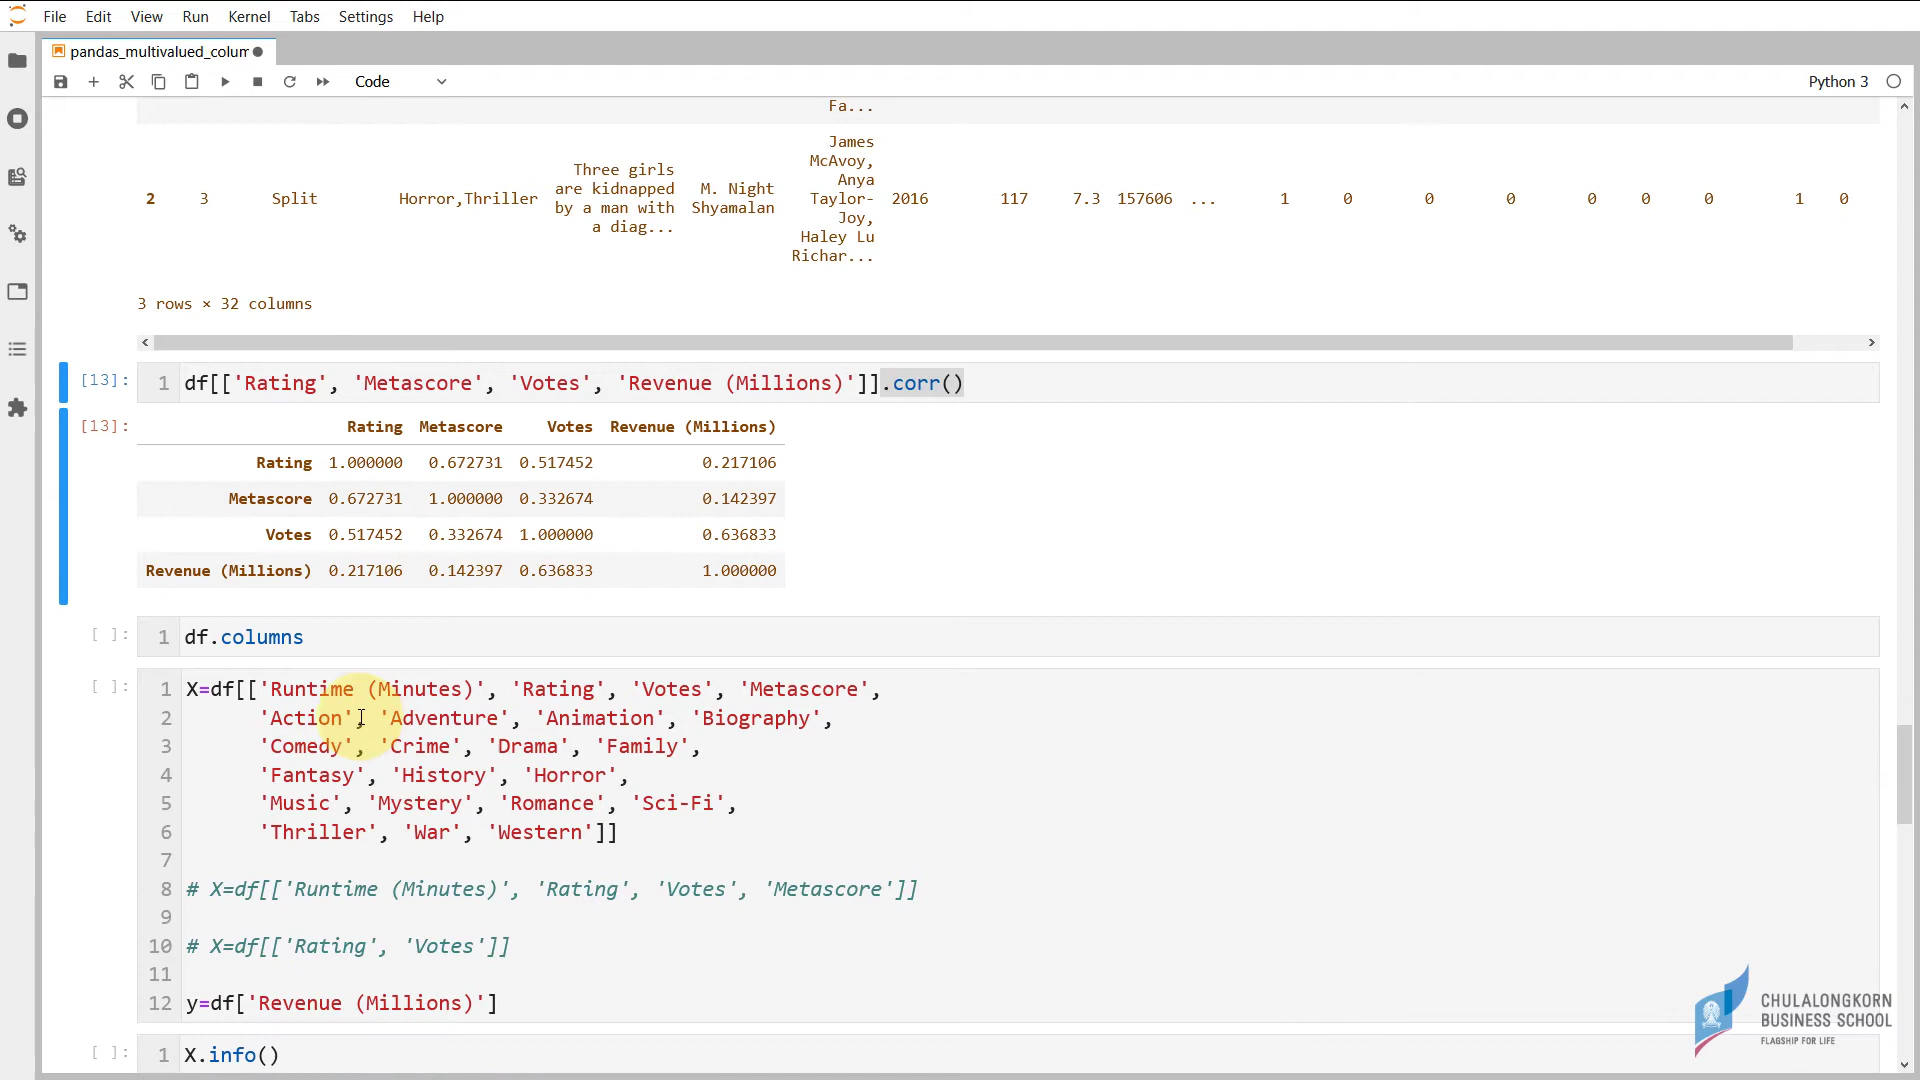 File Edit View Run Kernel Tabs Settings Help
pandas_multivalued_colum
Code
Python 3
Fa...
James
McAvoy,
Three girls
Anya
are kidnapped
M. Night
Taylor-
2 3 Split Horror,Thriller by a man with Shyamalan Joy, 2016 117 7.3 157606 ... 1 0 0 0 0 0 0 1 0
a diag...
Haley Lu
Richar...
3 rows × 32 columns
[13]: 1 df[['Rating', 'Metascore', 'Votes', 'Revenue (Millions)']].corr()
[13]: Rating Metascore Votes Revenue (Millions)
Rating 1.000000 0.672731 0.517452 0.217106
Metascore 0.672731 1.000000 0.332674 0.142397
Votes 0.517452 0.332674 1.000000 0.636833
Revenue (Millions) 0.217106 0.142397 0.636833 1.000000
[ ]: 1 df.columns
[ ]: 1 X=df[['Runtime (Minutes)', 'Rating', 'Votes', 'Metascore',
2 'Action', 'Adventure', 'Animation', 'Biography',
3 'Comedy', 'Crime', 'Drama', 'Family',
4 'Fantasy', 'History', 'Horror',
5 'Music', 'Mystery', 'Romance', 'Sci-Fi',
6 'Thriller', 'War', 'Western']]
7
8 # X=df[['Runtime (Minutes)', 'Rating', 'Votes', 'Metascore']]
9
10 # X=df[['Rating', 'Votes']]
11
12 y=df['Revenue (Millions)']
[ ]: 1 X.info()
CHULALONGKORN
BUSINESS SCHOOL
FLAGSHIP FOR LIFE